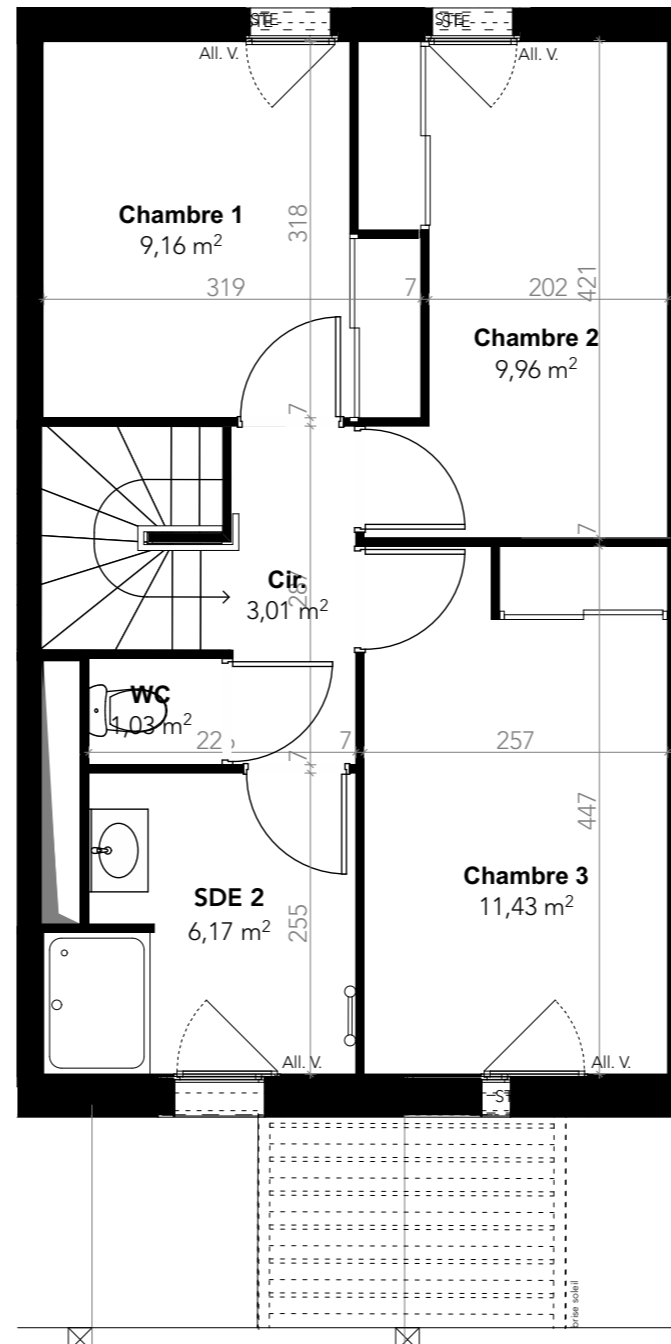 STE
STE
All. V.
All. V.
Chambre 1
9,16 m²
318
319
7
202
421
Chambre 2
9,96 m²
7
7
Cir.
3,01 m²
287
WC
1,03 m²
7
7
257
447
SDE 2
6,17 m²
255
Chambre 3
11,43 m²
All. V.
All. V.
brise soleil